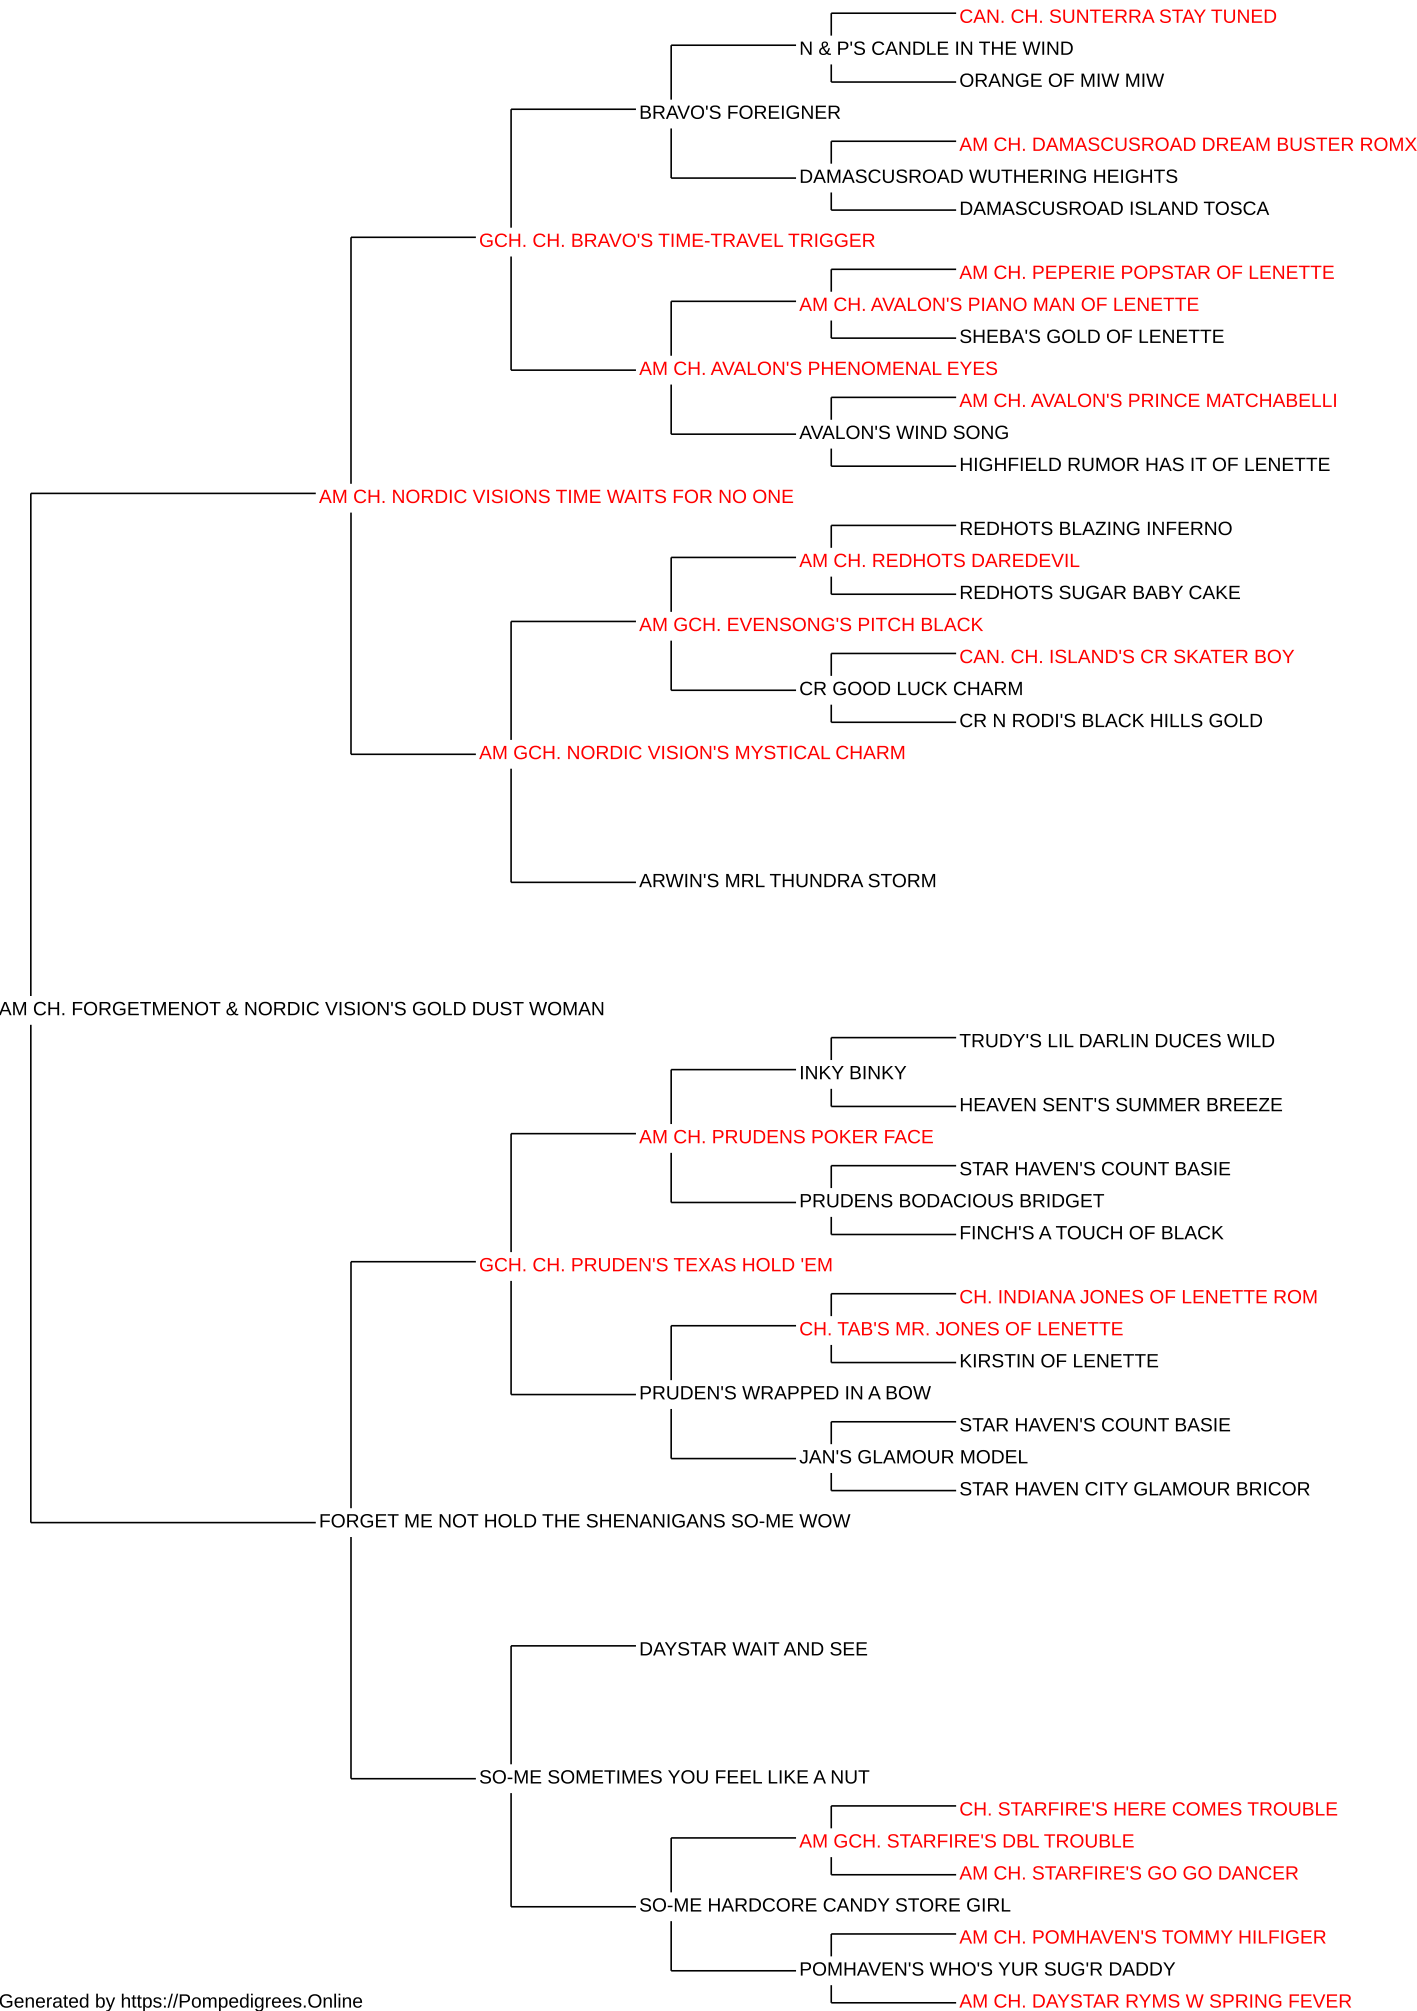 CAN. CH. SUNTERRA STAY TUNED
N & P'S CANDLE IN THE WIND
ORANGE OF MIW MIW
BRAVO'S FOREIGNER
AM CH. DAMASCUSROAD DREAM BUSTER ROMX
DAMASCUSROAD WUTHERING HEIGHTS
DAMASCUSROAD ISLAND TOSCA
GCH. CH. BRAVO'S TIME-TRAVEL TRIGGER
AM CH. PEPERIE POPSTAR OF LENETTE
AM CH. AVALON'S PIANO MAN OF LENETTE
SHEBA'S GOLD OF LENETTE
AM CH. AVALON'S PHENOMENAL EYES
AM CH. AVALON'S PRINCE MATCHABELLI
AVALON'S WIND SONG
HIGHFIELD RUMOR HAS IT OF LENETTE
AM CH. NORDIC VISIONS TIME WAITS FOR NO ONE
REDHOTS BLAZING INFERNO
AM CH. REDHOTS DAREDEVIL
REDHOTS SUGAR BABY CAKE
AM GCH. EVENSONG'S PITCH BLACK
CAN. CH. ISLAND'S CR SKATER BOY
CR GOOD LUCK CHARM
CR N RODI'S BLACK HILLS GOLD
AM GCH. NORDIC VISION'S MYSTICAL CHARM
ARWIN'S MRL THUNDRA STORM
AM CH. FORGETMENOT & NORDIC VISION'S GOLD DUST WOMAN
TRUDY'S LIL DARLIN DUCES WILD
INKY BINKY
HEAVEN SENT'S SUMMER BREEZE
AM CH. PRUDENS POKER FACE
STAR HAVEN'S COUNT BASIE
PRUDENS BODACIOUS BRIDGET
FINCH'S A TOUCH OF BLACK
GCH. CH. PRUDEN'S TEXAS HOLD 'EM
CH. INDIANA JONES OF LENETTE ROM
CH. TAB'S MR. JONES OF LENETTE
KIRSTIN OF LENETTE
PRUDEN'S WRAPPED IN A BOW
STAR HAVEN'S COUNT BASIE
JAN'S GLAMOUR MODEL
STAR HAVEN CITY GLAMOUR BRICOR
FORGET ME NOT HOLD THE SHENANIGANS SO-ME WOW
DAYSTAR WAIT AND SEE
SO-ME SOMETIMES YOU FEEL LIKE A NUT
CH. STARFIRE'S HERE COMES TROUBLE
AM GCH. STARFIRE'S DBL TROUBLE
AM CH. STARFIRE'S GO GO DANCER
SO-ME HARDCORE CANDY STORE GIRL
AM CH. POMHAVEN'S TOMMY HILFIGER
POMHAVEN'S WHO'S YUR SUG'R DADDY
AM CH. DAYSTAR RYMS W SPRING FEVER
Generated by https://Pompedigrees.Online